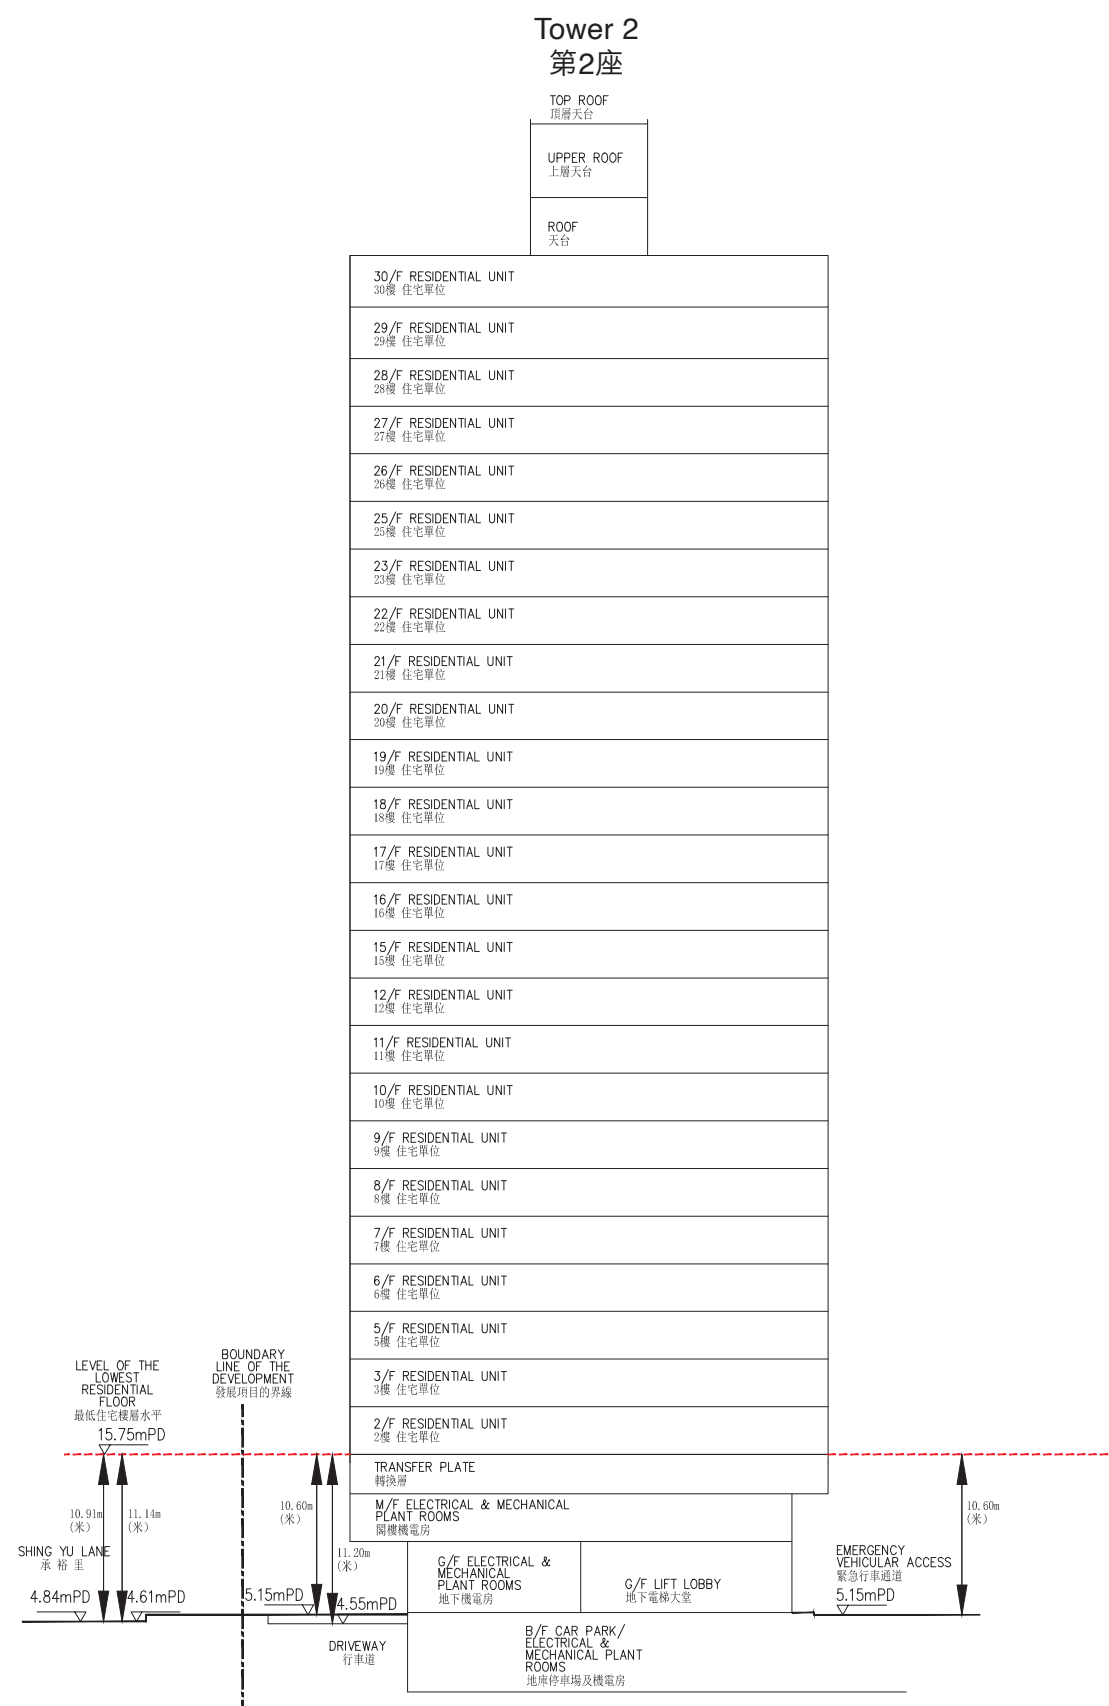 Tower 2
第2座
TOP ROOF
頂層天台
UPPER ROOF
上層天台
ROOF
天台
30/F RESIDENTIAL UNIT
30樓 住宅單位
29/F RESIDENTIAL UNIT
29樓 住宅單位
28/F RESIDENTIAL UNIT
28樓 住宅單位
27/F RESIDENTIAL UNIT
27樓 住宅單位
26/F RESIDENTIAL UNIT
26樓 住宅單位
25/F RESIDENTIAL UNIT
25樓 住宅單位
23/F RESIDENTIAL UNIT
23樓 住宅單位
22/F RESIDENTIAL UNIT
22樓 住宅單位
21/F RESIDENTIAL UNIT
21樓 住宅單位
20/F RESIDENTIAL UNIT
20樓 住宅單位
19/F RESIDENTIAL UNIT
19樓 住宅單位
18/F RESIDENTIAL UNIT
18樓 住宅單位
17/F RESIDENTIAL UNIT
17樓 住宅單位
16/F RESIDENTIAL UNIT
16樓 住宅單位
15/F RESIDENTIAL UNIT
15樓 住宅單位
12/F RESIDENTIAL UNIT
12樓 住宅單位
11/F RESIDENTIAL UNIT
11樓 住宅單位
10/F RESIDENTIAL UNIT
10樓 住宅單位
9/F RESIDENTIAL UNIT
9樓 住宅單位
8/F RESIDENTIAL UNIT
8樓 住宅單位
7/F RESIDENTIAL UNIT
7樓 住宅單位
6/F RESIDENTIAL UNIT
6樓 住宅單位
5/F RESIDENTIAL UNIT
5樓 住宅單位
3/F RESIDENTIAL UNIT
3樓 住宅單位
2/F RESIDENTIAL UNIT
2樓 住宅單位
TRANSFER PLATE
轉換層
M/F ELECTRICAL & MECHANICAL
PLANT ROOMS
閣樓機電房
G/F ELECTRICAL &
MECHANICAL
PLANT ROOMS
地下機電房
G/F LIFT LOBBY
地下電梯大堂
B/F CAR PARK/
ELECTRICAL &
MECHANICAL PLANT
ROOMS
地庫停車場及機電房
LEVEL OF THE
LOWEST
RESIDENTIAL
FLOOR
最低住宅樓層水平
15.75mPD
BOUNDARY
LINE OF THE
DEVELOPMENT
發展項目的界線
10.91m
(米)
11.14m
(米)
10.60m
(米)
11.20m
(米)
10.60m
(米)
SHING YU LANE
承 裕 里
4.84mPD
4.61mPD
5.15mPD
4.55mPD
DRIVEWAY
行車道
EMERGENCY
VEHICULAR ACCESS
緊急行車通道
5.15mPD